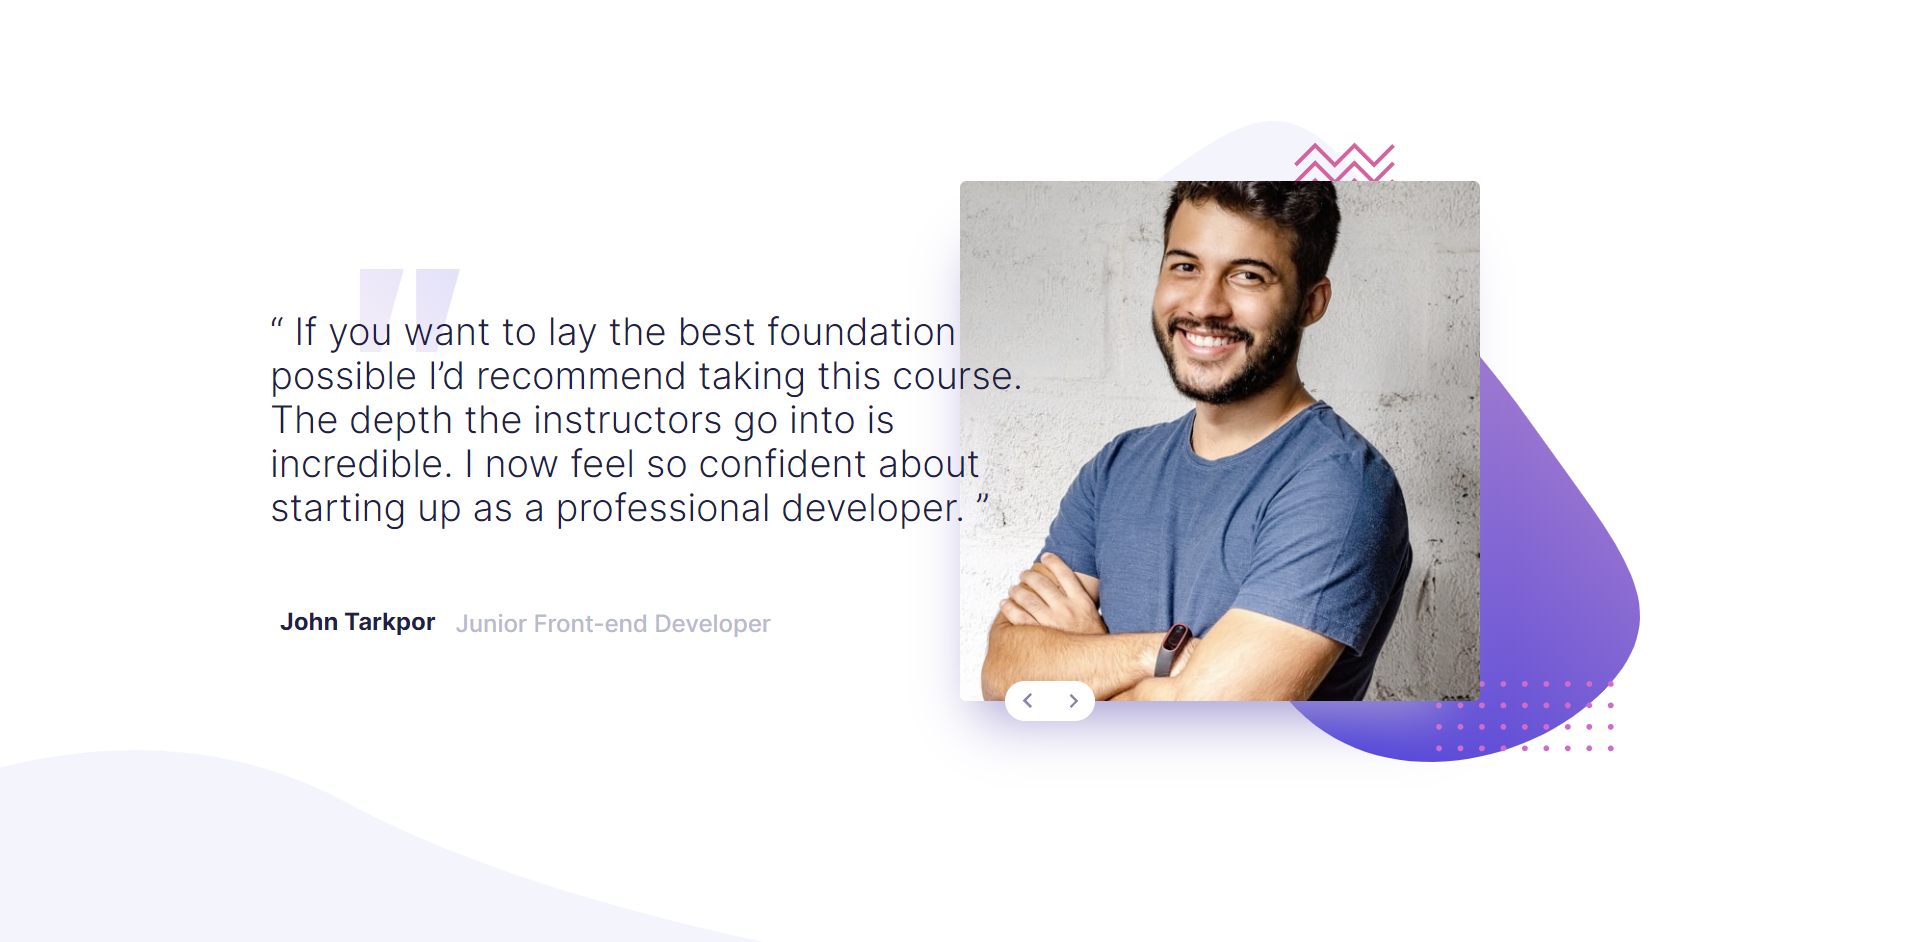 “ If you want to lay the best foundation
possible I’d recommend taking this course.
The depth the instructors go into is
incredible. I now feel so confident about
starting up as a professional developer. ”
John Tarkpor Junior Front-end Developer